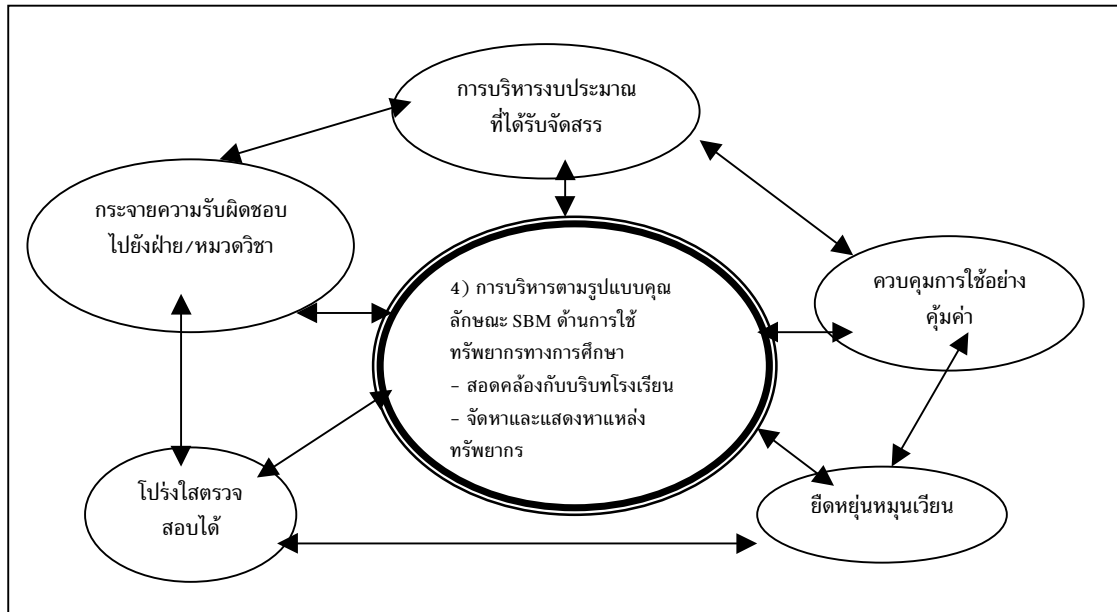 การบริหารงบประมาณ
ที่ได้รับจัดสรร
กระจายความรับผิดชอบ
ไปยังฝ่าย/หมวดวิชา
4) การบริหารตามรูปแบบคุณ
ลักษณะ SBM ด้านการใช้
ทรัพยากรทางการศึกษา
- สอดคล้องกับบริบทโรงเรียน
- จัดหาและแสดงหาแหล่ง
ทรัพยากร
ควบคุมการใช้อย่าง
คุ้มค่า
โปร่งใสตรวจ
สอบได้
ยืดหยุ่นหมุนเวียน